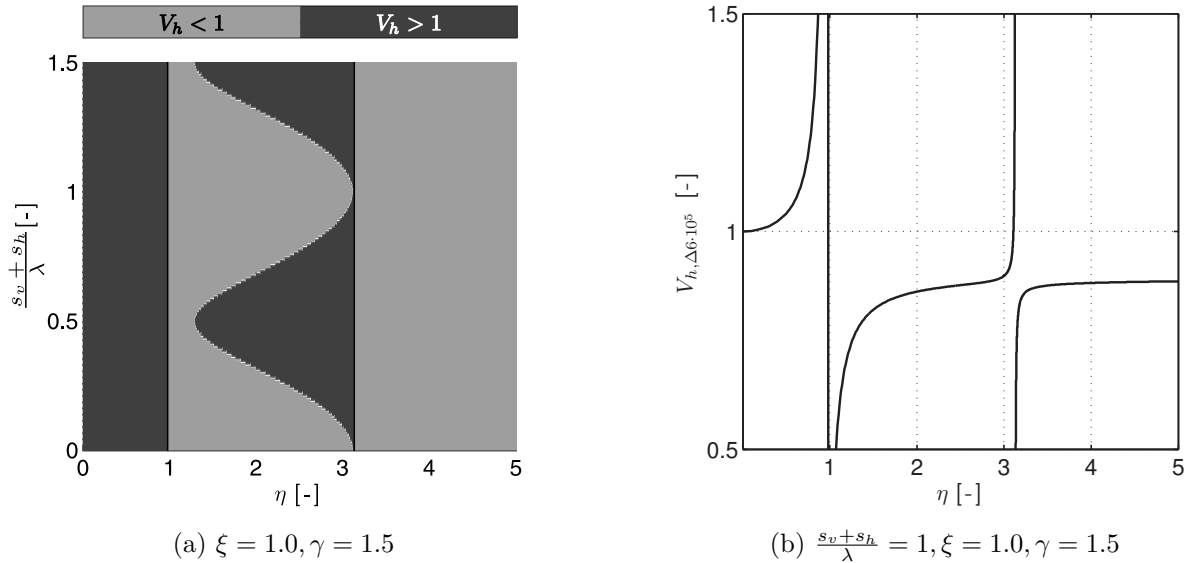 V_h < 1 V_h > 1
1.5
1
0.5
0
(s_v + s_h)/λ [-]
0 1 2 3 4 5
η [-]
(a) ξ = 1.0, γ = 1.5
1.5
1
0.5
V_{h,Δ6·10^5} [-]
0 1 2 3 4 5
η [-]
(b) (s_v+s_h)/λ = 1, ξ = 1.0, γ = 1.5